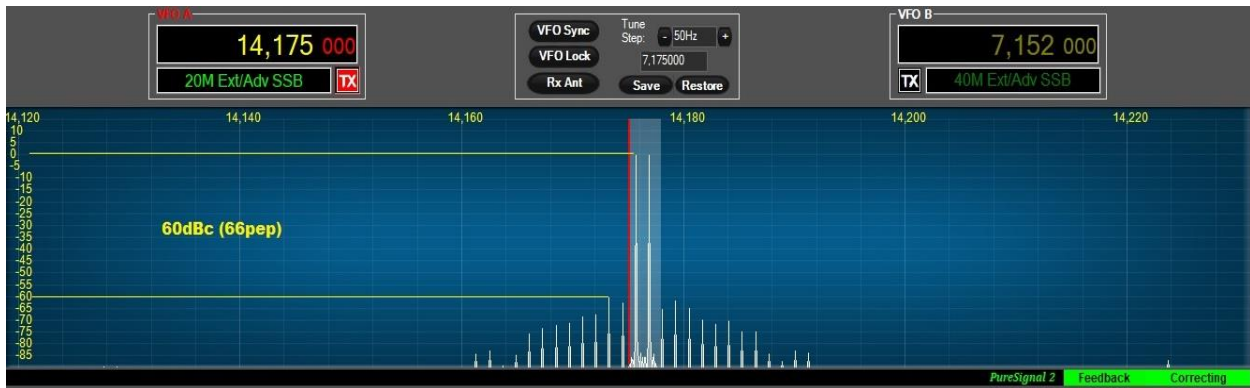 VFO A
14,175 000
20M Ext/Adv SSB TX
VFO Sync
VFO Lock
Rx Ant
Tune
Step: - 50Hz +
7,175000
Save Restore
VFO B
7,152 000
TX 40M Ext/Adv SSB
14,120 14,140 14,160 14,180 14,200 14,220
10
5
0
-5
-10
-15
-20
-25
-30
-35
-40
-45
-50
-55
-60
-65
-70
-75
-80
-85
60dBc (66pep)
PureSignal 2 Feedback Correcting